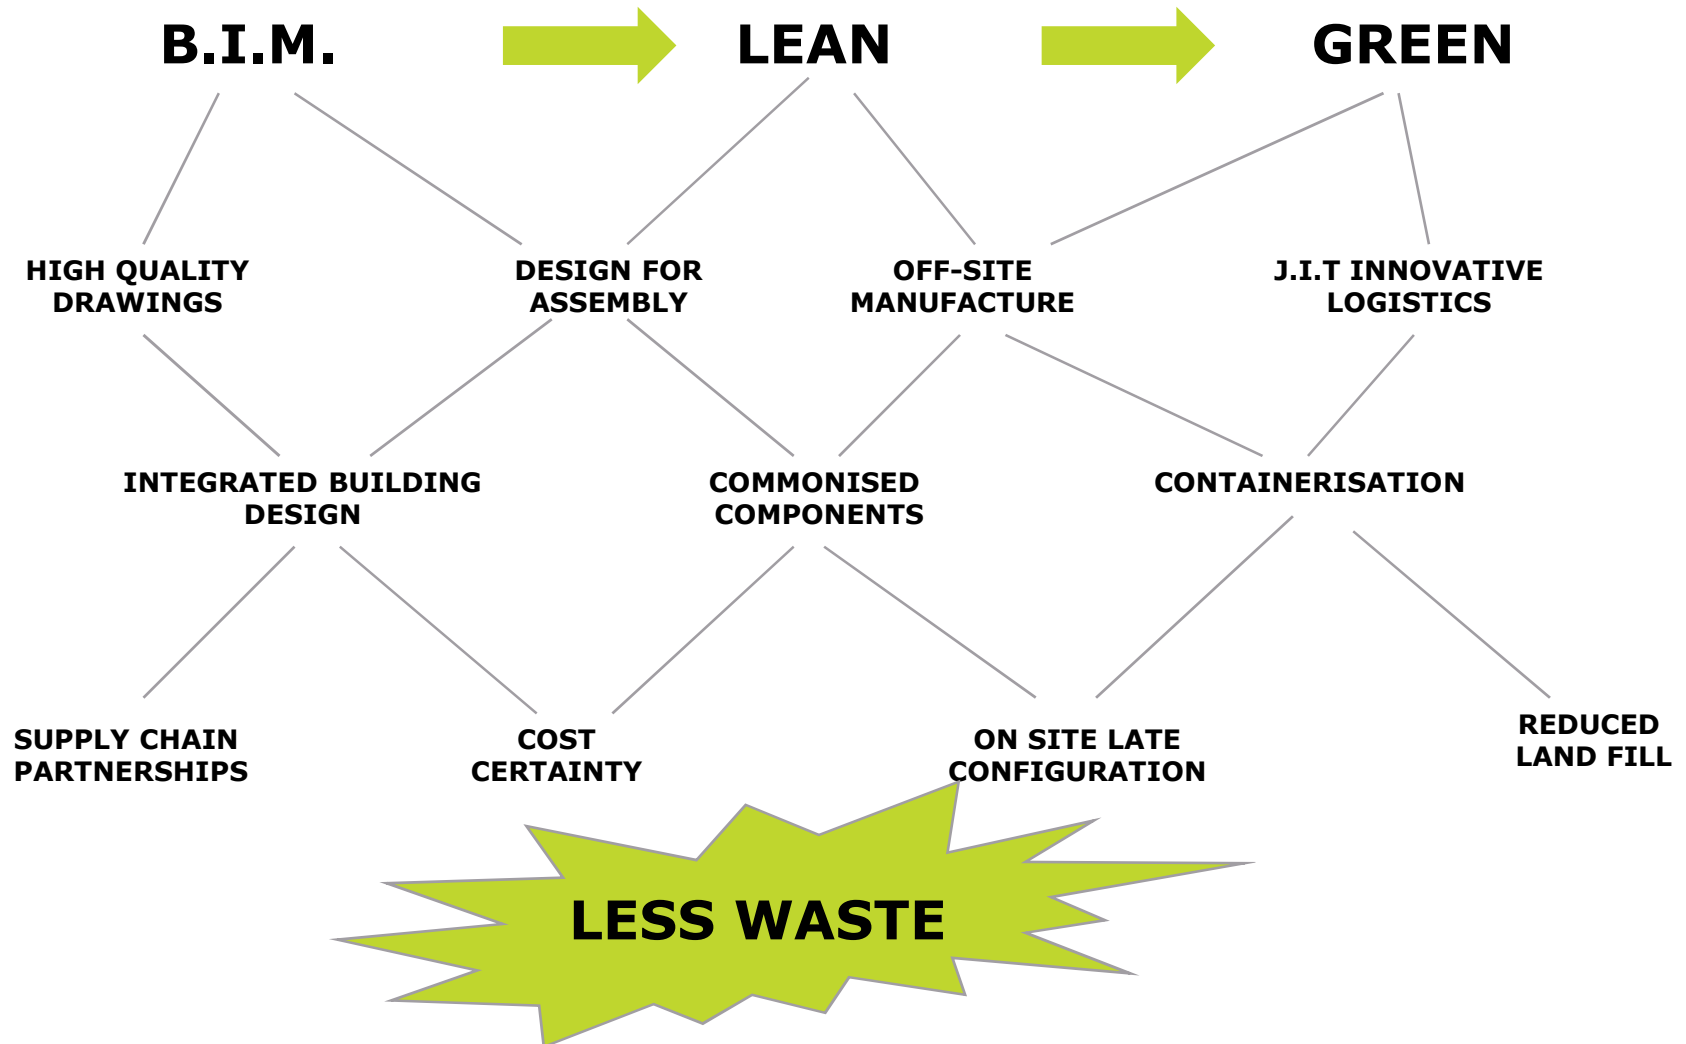 B.I.M.
LEAN
GREEN
HIGH QUALITY
DRAWINGS
DESIGN FOR
ASSEMBLY
OFF-SITE
MANUFACTURE
J.I.T INNOVATIVE
LOGISTICS
INTEGRATED BUILDING
DESIGN
COMMONISED
COMPONENTS
CONTAINERISATION
SUPPLY CHAIN
PARTNERSHIPS
COST
CERTAINTY
ON SITE LATE
CONFIGURATION
REDUCED
LAND FILL
LESS WASTE